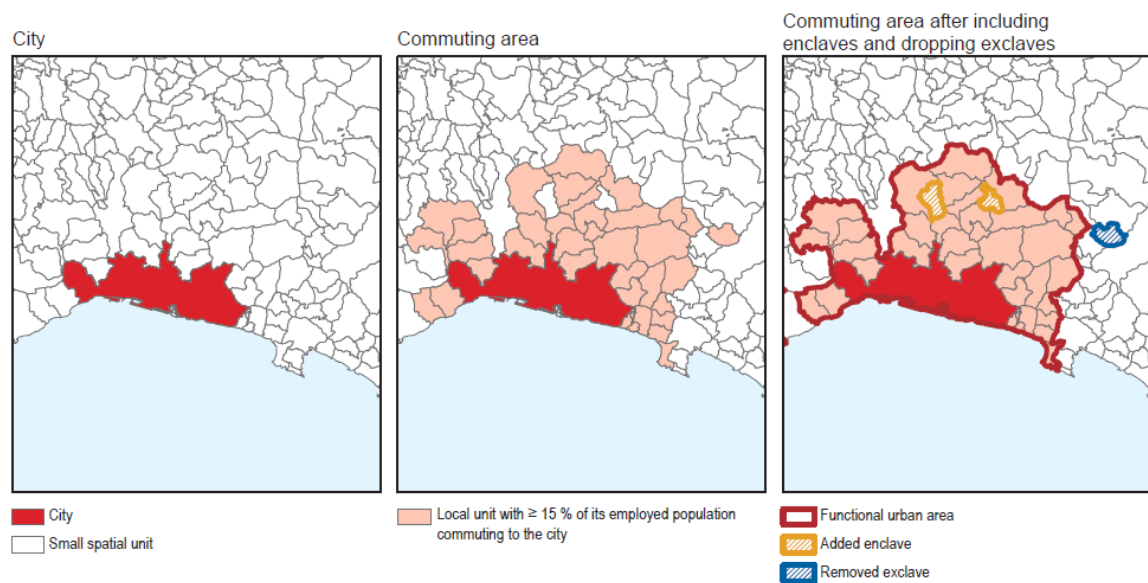 City
Commuting area
Commuting area after including
enclaves and dropping exclaves
City
Small spatial unit
Local unit with ≥ 15 % of its employed population
commuting to the city
Functional urban area
Added enclave
Removed exclave